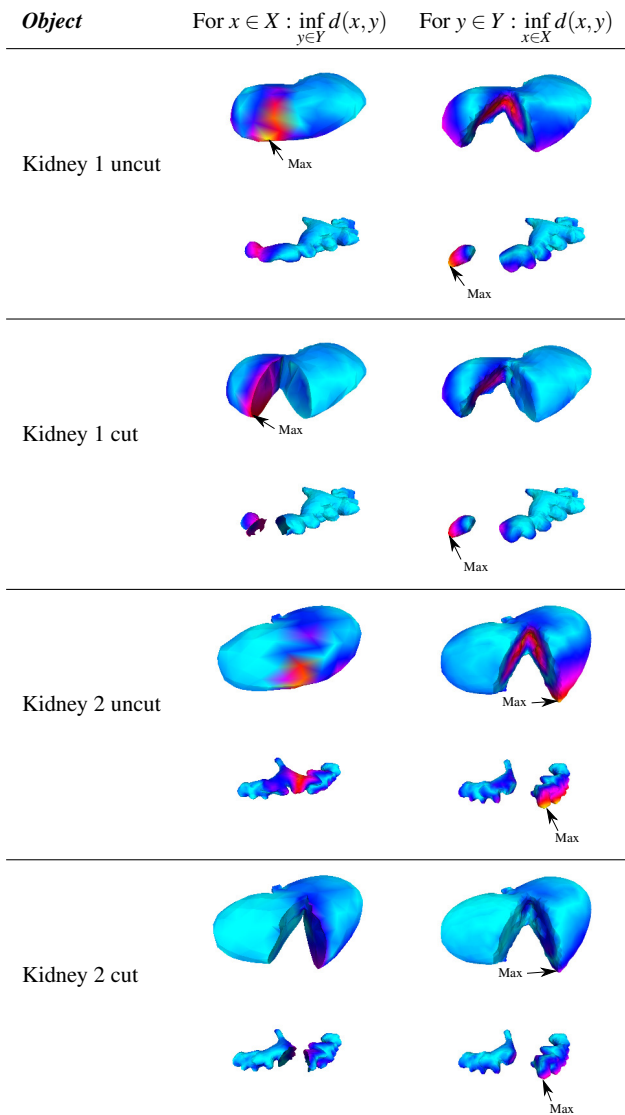 Object For x ∈ X : inf d(x, y) For y ∈ Y : inf d(x, y)
y∈Y x∈X
Max
Kidney 1 uncut
Max
Max
Kidney 1 cut
Max
Kidney 2 uncut
Max
Max
Max
Kidney 2 cut
Max